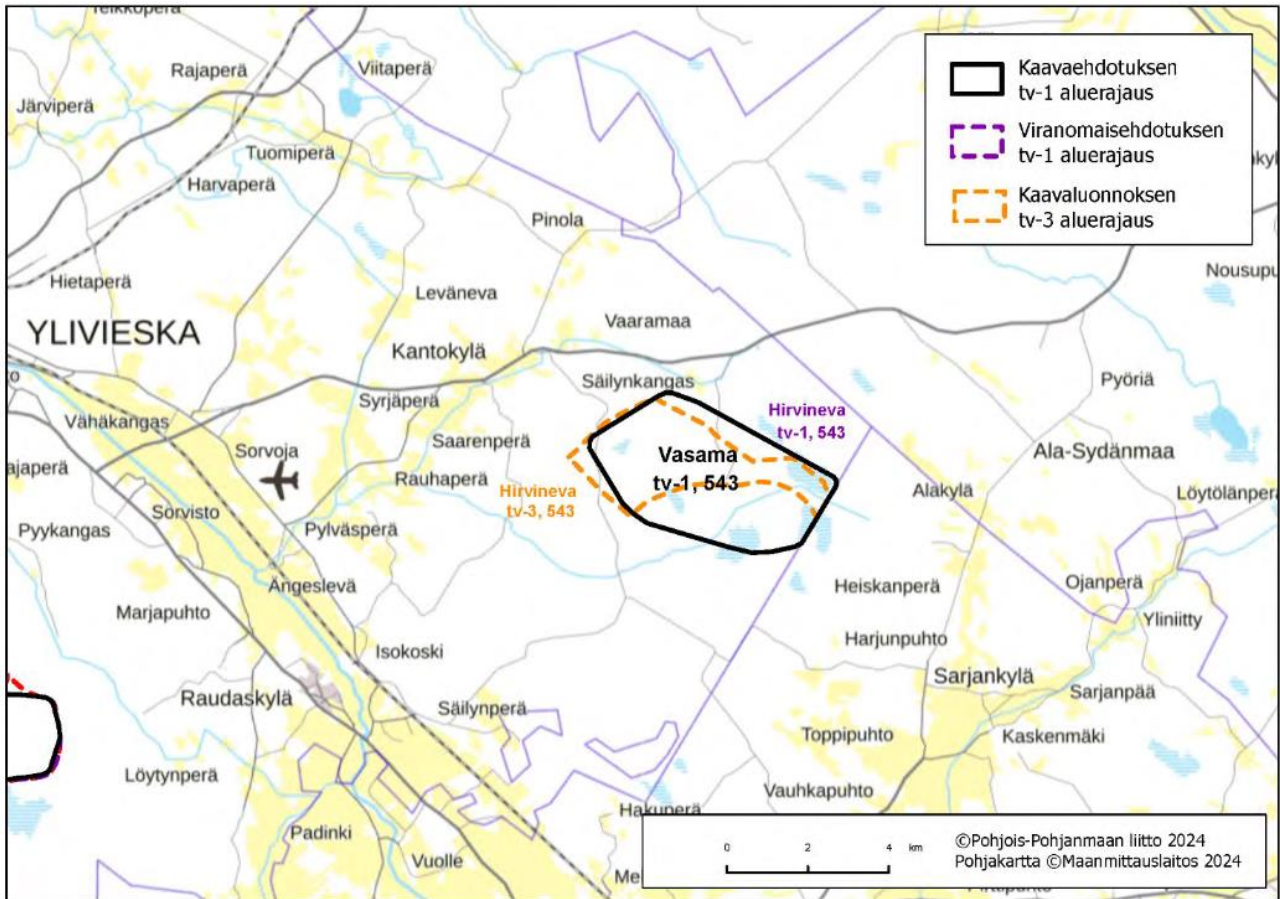 Teikkoperä
Rajaperä
Viitaperä
Järviperä
Tuomiperä
Harvaperä
Pinola
Hietaperä
Leväneva
YLIVIESKA
Vaaramaa
Kantokylä
Säilynkangas
Syrjäperä
Vähäkangas
Saarenperä
Sorvoja
Rauhaperä
Sorvisto
Pyykangas
Pylväsperä
Ängeslevä
Marjapuhto
Isokoski
Raudaskylä
Säilynperä
Löytynperä
Padinki
Vuolle
Hakuperä
Hirvineva
tv-1, 543
Vasama
tv-1, 543
Hirvineva
tv-3, 543
Nousupu
Pyöriä
Ala-Sydänmaa
Alakylä
Löytölänperä
Heiskanperä
Ojanperä
Yliniitty
Harjunpuhto
Sarjankylä
Sarjanpää
Toppipuhto
Kaskenmäki
Vauhkapuhto
Kaavaehdotuksen
tv-1 aluerajaus
Viranomaisehdotuksen
tv-1 aluerajaus
Kaavaluonnoksen
tv-3 aluerajaus
0 2 4 km
©Pohjois-Pohjanmaan liitto 2024
Pohjakartta ©Maanmittauslaitos 2024